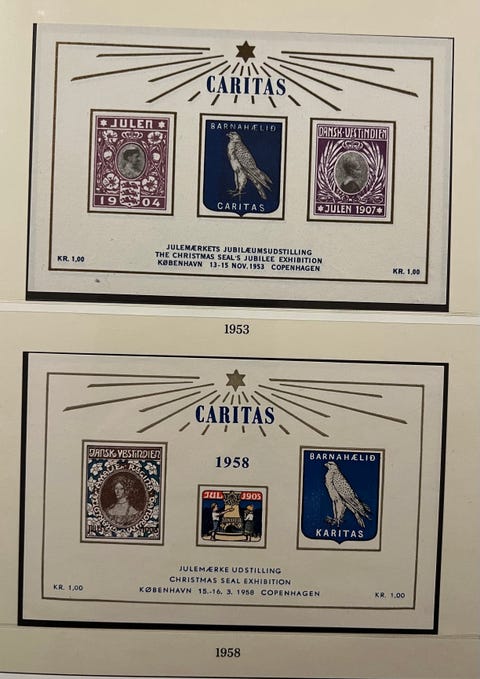 CARITAS
JULEN
1904
BARNAHÆLIÐ
CARITAS
DANSK-VESTINDIEN
JULEN 1907
JULEMÆRKETS JUBILÆUMSUDSTILLING
THE CHRISTMAS SEAL'S JUBILEE EXHIBITION
KR. 1,00
KØBENHAVN 13-15 NOV. 1953 COPENHAGEN
KR. 1,00
1953
CARITAS
1958
DANSK-VESTINDIEN
JUL 1905
BARNAHÆLIÐ
KARITAS
JULEMÆRKE UDSTILLING
CHRISTMAS SEAL EXHIBITION
KR. 1,00
KØBENHAVN 15.-16. 3. 1958 COPENHAGEN
KR. 1,00
1958